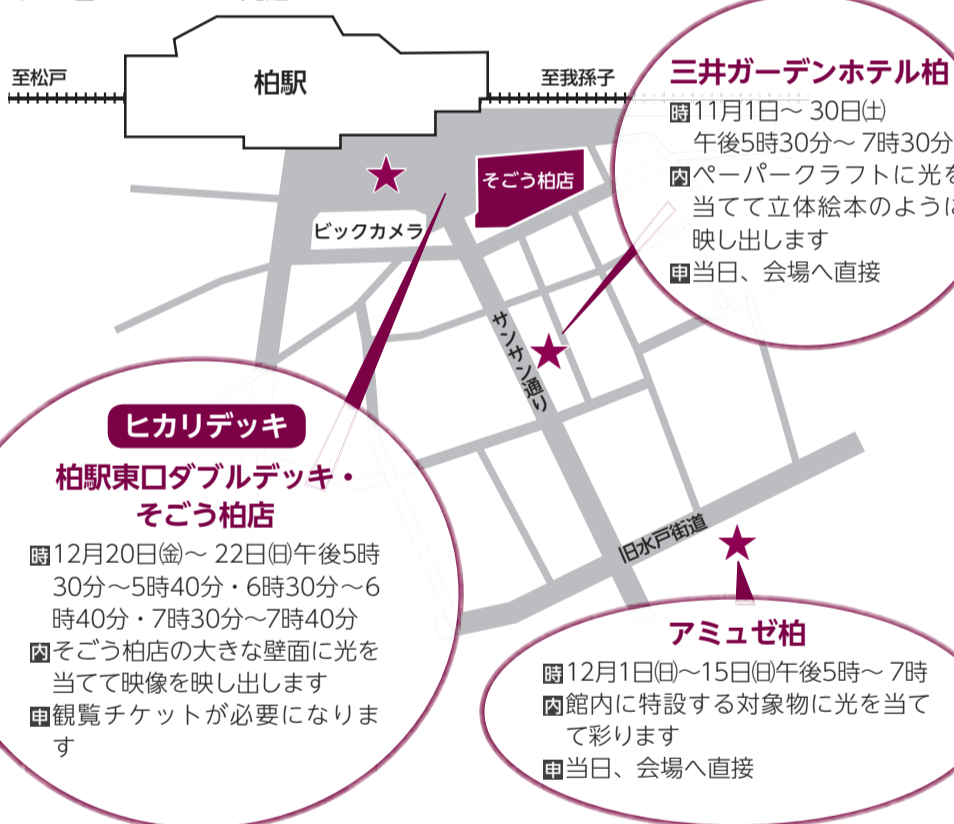 至松戸
柏駅
至我孫子
そごう柏店
ビックカメラ
サンサン通り
旧水戸街道
三井ガーデンホテル柏
時11月1日～30日㈯
午後5時30分～7時30分
内ペーパークラフトに光を
当てて立体絵本のように
映し出します
申当日、会場へ直接
ヒカリデッキ
柏駅東口ダブルデッキ・
そごう柏店
時12月20日㈮～22日㈰午後5時
30分～5時40分・6時30分～6
時40分・7時30分～7時40分
内そごう柏店の大きな壁面に光を
当てて映像を映し出します
申観覧チケットが必要になりま
す
アミュゼ柏
時12月1日㈰～15日㈰午後5時～7時
内館内に特設する対象物に光を当て
て彩ります
申当日、会場へ直接